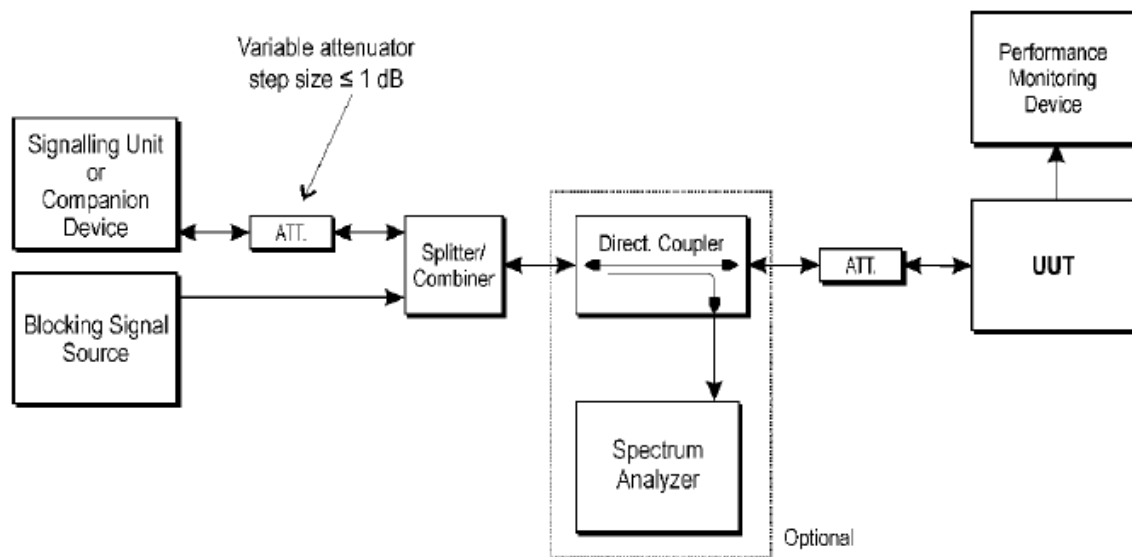 Variable attenuator
step size ≤ 1 dB
Performance
Monitoring
Device
Signalling Unit
or
Companion
Device
ATT.
Splitter/
Combiner
Direct. Coupler
ATT.
UUT
Blocking Signal
Source
Spectrum
Analyzer
Optional